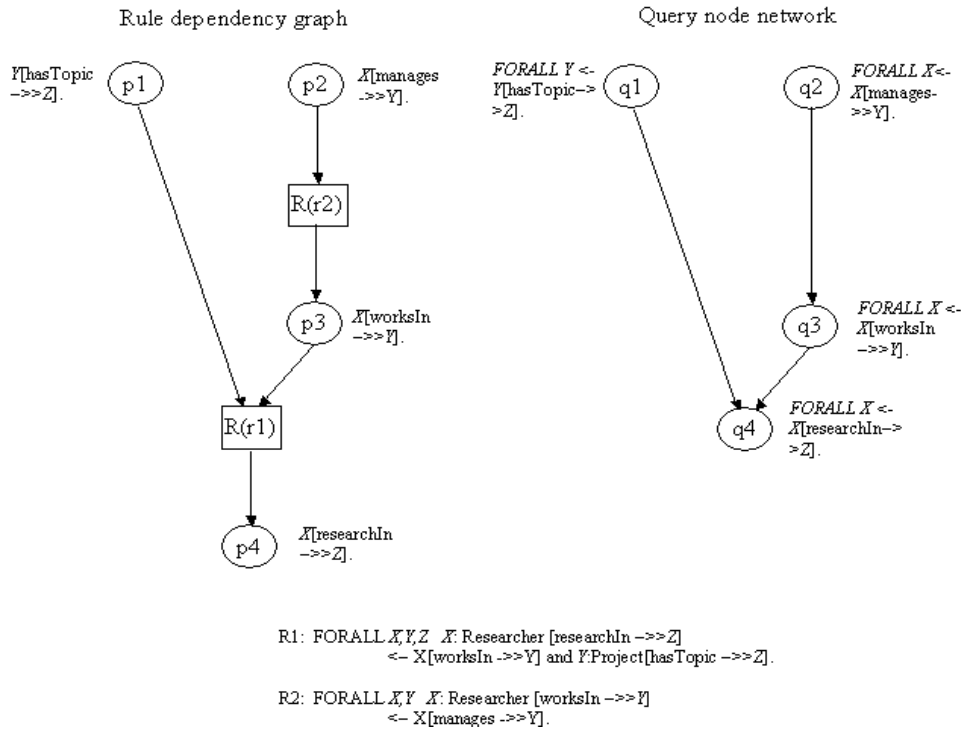 Rule dependency graph
Query node network
Y[hasTopic
–>>Z].
p1
p2
X[manages
->>Y].
R(r2)
p3
X[worksIn
–>>Y].
R(r1)
p4
X[researchIn
–>>Z].
FORALL Y <-
Y[hasTopic–>
>Z].
q1
q2
FORALL X<-
X[manages-
>>Y].
q3
FORALL X <-
X[worksIn
–>>Y].
q4
FORALL X <-
X[researchIn–>
>Z].
R1: FORALL X,Y,Z X: Researcher [researchIn –>>Z]
<– X[worksIn ->>Y] and Y:Project[hasTopic –>>Z].
R2: FORALL X,Y X: Researcher [worksIn –>>Y]
<– X[manages ->>Y].